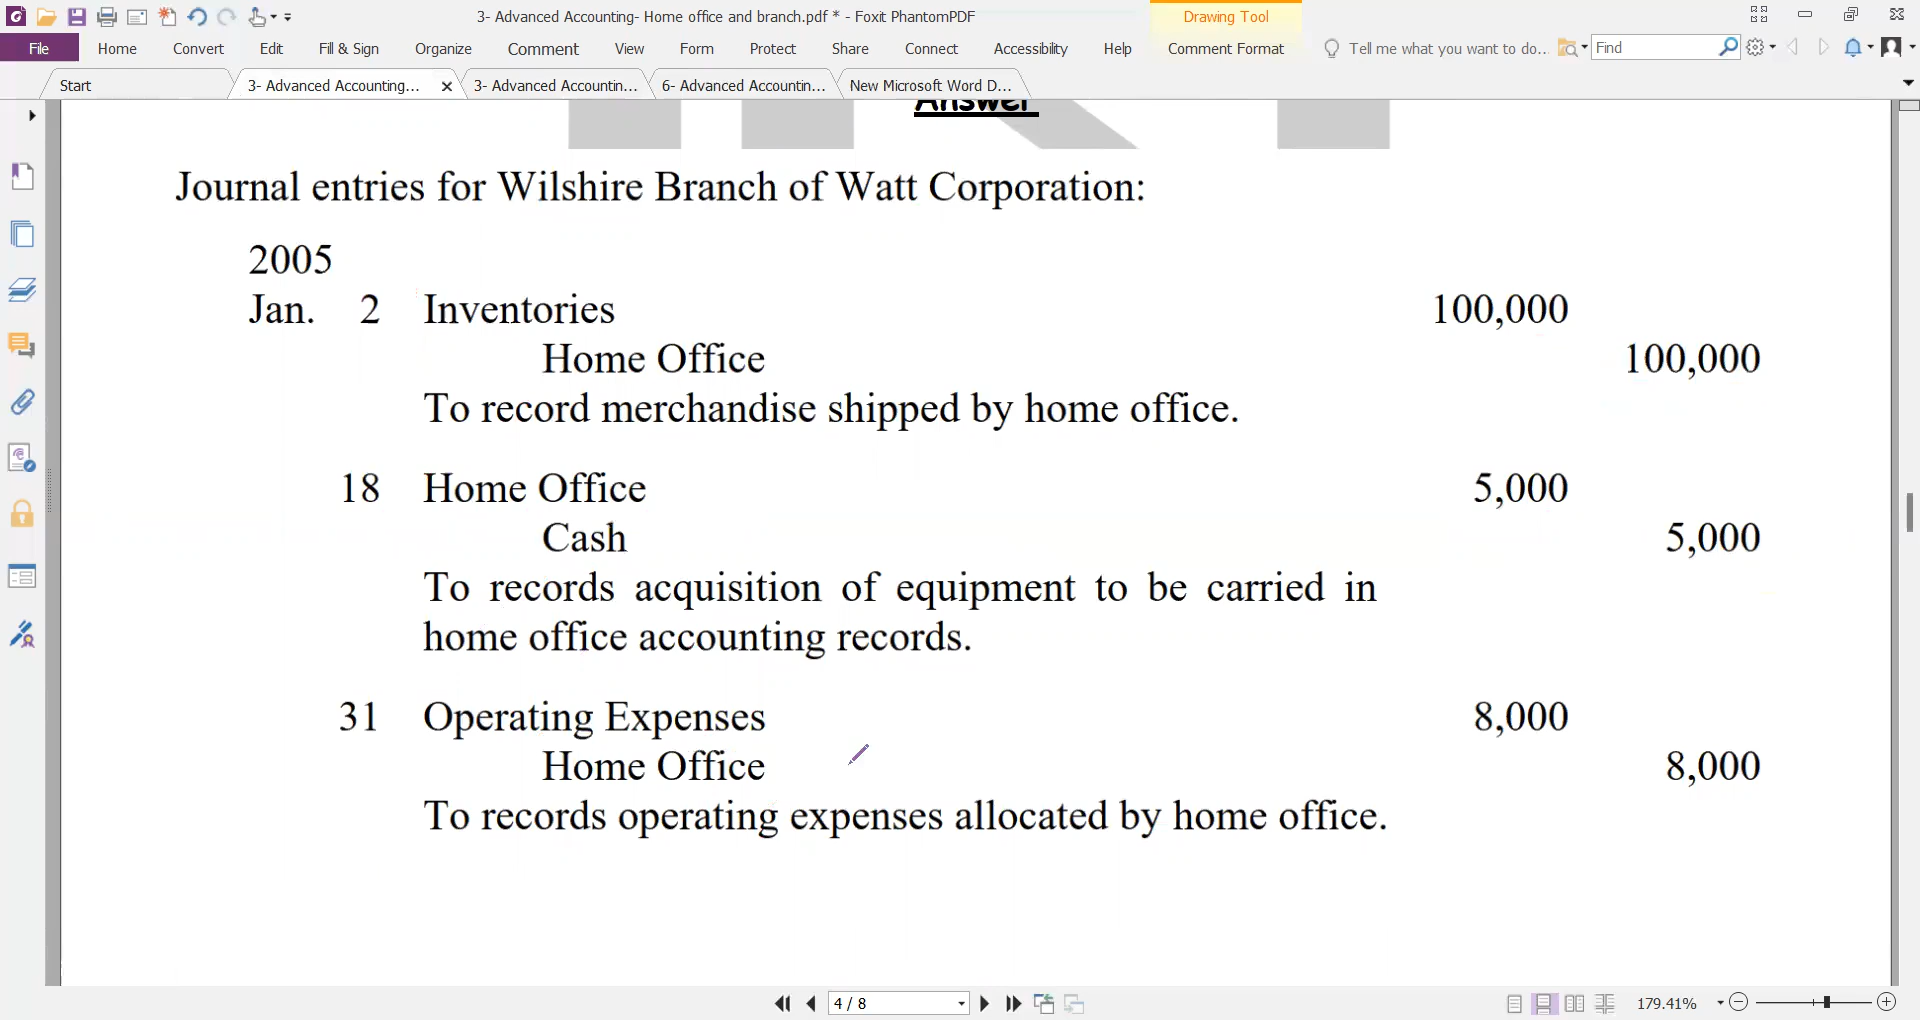 3- Advanced Accounting- Home office and branch.pdf * - Foxit PhantomPDF
Drawing Tool
File Home Convert Edit Fill & Sign Organize Comment View Form Protect Share Connect Accessibility Help Comment Format Tell me what you want to do... Find
Start 3- Advanced Accounting... 3- Advanced Accountin... 6- Advanced Accountin... New Microsoft Word D...
Answer
Journal entries for Wilshire Branch of Watt Corporation:
2005
Jan. 2 Inventories 100,000
Home Office 100,000
To record merchandise shipped by home office.
18 Home Office 5,000
Cash 5,000
To records acquisition of equipment to be carried in
home office accounting records.
31 Operating Expenses 8,000
Home Office 8,000
To records operating expenses allocated by home office.
4 / 8 179.41%